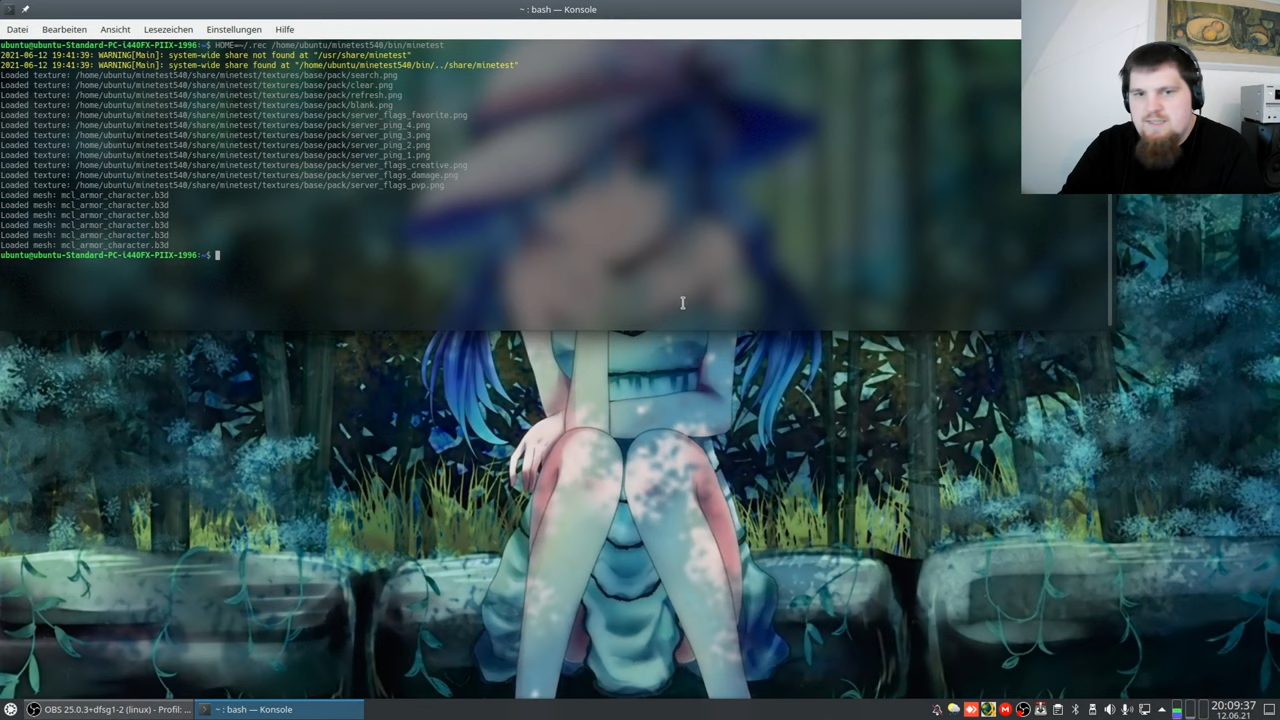 ~ : bash — Konsole
Datei Bearbeiten Ansicht Lesezeichen Einstellungen Hilfe
ubuntu@ubuntu-Standard-PC-i440FX-PIIX-1996:~$ HOME=~/.rec /home/ubuntu/minetest540/bin/minetest
2021-06-12 19:41:39: WARNING[Main]: system-wide share not found at "/usr/share/minetest"
2021-06-12 19:41:39: WARNING[Main]: system-wide share found at "/home/ubuntu/minetest540/bin/../share/minetest"
Loaded texture: /home/ubuntu/minetest540/share/minetest/textures/base/pack/search.png
Loaded texture: /home/ubuntu/minetest540/share/minetest/textures/base/pack/clear.png
Loaded texture: /home/ubuntu/minetest540/share/minetest/textures/base/pack/refresh.png
Loaded texture: /home/ubuntu/minetest540/share/minetest/textures/base/pack/blank.png
Loaded texture: /home/ubuntu/minetest540/share/minetest/textures/base/pack/server_flags_favorite.png
Loaded texture: /home/ubuntu/minetest540/share/minetest/textures/base/pack/server_ping_4.png
Loaded texture: /home/ubuntu/minetest540/share/minetest/textures/base/pack/server_ping_3.png
Loaded texture: /home/ubuntu/minetest540/share/minetest/textures/base/pack/server_ping_2.png
Loaded texture: /home/ubuntu/minetest540/share/minetest/textures/base/pack/server_ping_1.png
Loaded texture: /home/ubuntu/minetest540/share/minetest/textures/base/pack/server_flags_creative.png
Loaded texture: /home/ubuntu/minetest540/share/minetest/textures/base/pack/server_flags_damage.png
Loaded texture: /home/ubuntu/minetest540/share/minetest/textures/base/pack/server_flags_pvp.png
Loaded mesh: mcl_armor_character.b3d
Loaded mesh: mcl_armor_character.b3d
Loaded mesh: mcl_armor_character.b3d
Loaded mesh: mcl_armor_character.b3d
Loaded mesh: mcl_armor_character.b3d
Loaded mesh: mcl_armor_character.b3d
ubuntu@ubuntu-Standard-PC-i440FX-PIIX-1996:~$
OBS 25.0.3+dfsg1-2 (linux) - Profil: ...
~ : bash — Konsole
20:09:37
12.06.21